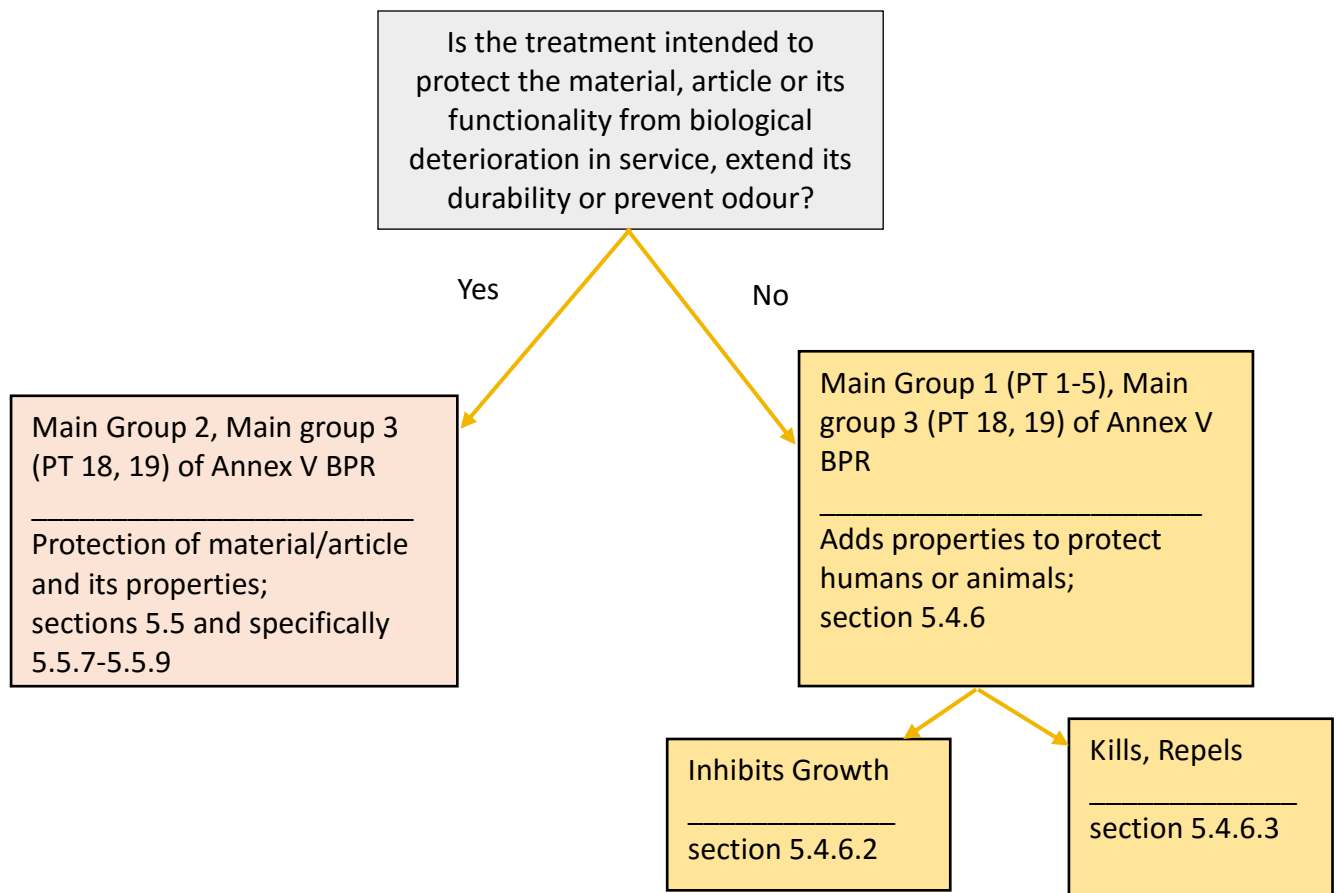 Is the treatment intended to
protect the material, article or its
functionality from biological
deterioration in service, extend its
durability or prevent odour?
Yes
No
Main Group 2, Main group 3
(PT 18, 19) of Annex V BPR
Protection of material/article
and its properties;
sections 5.5 and specifically
5.5.7-5.5.9
Main Group 1 (PT 1-5), Main
group 3 (PT 18, 19) of Annex V
BPR
Adds properties to protect
humans or animals;
section 5.4.6
Inhibits Growth
section 5.4.6.2
Kills, Repels
section 5.4.6.3